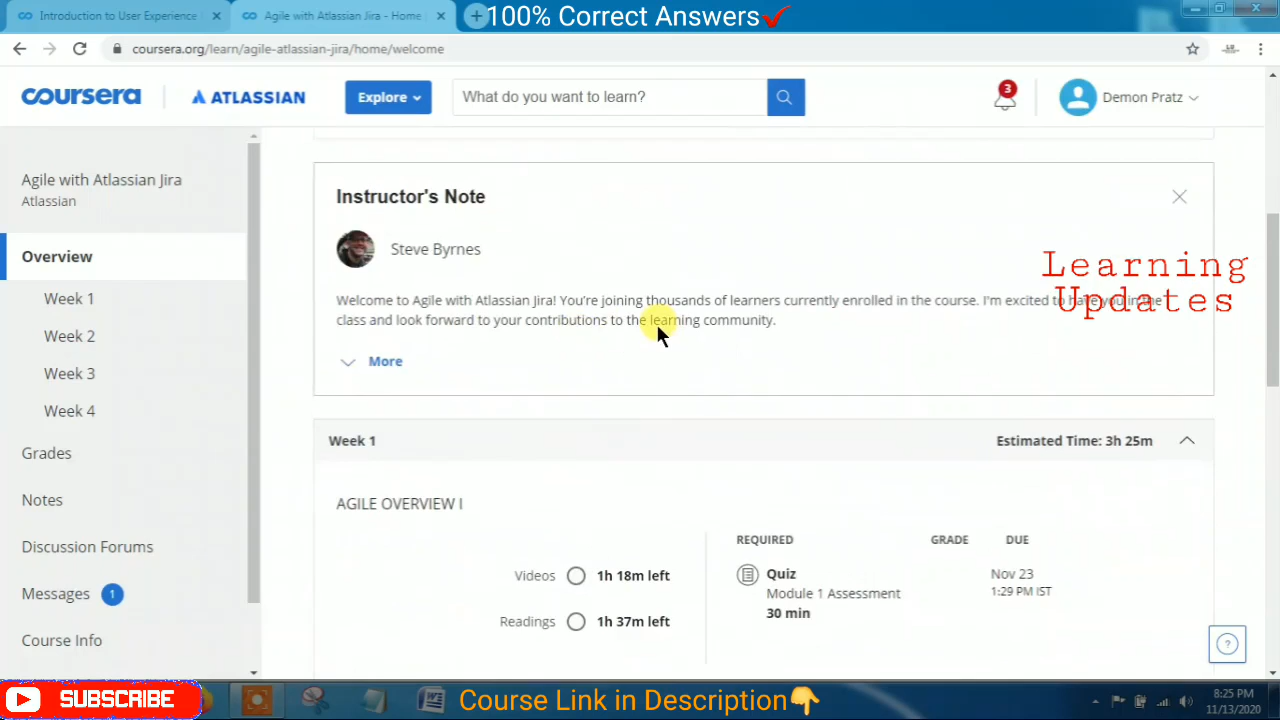 Introduction to User Experience
Agile with Atlassian Jira - Home
100% Correct Answers
coursera.org/learn/agile-atlassian-jira/home/welcome
coursera
ATLASSIAN
Explore
What do you want to learn?
3
Demon Pratz
Agile with Atlassian Jira
Atlassian
Overview
Week 1
Week 2
Week 3
Week 4
Grades
Notes
Discussion Forums
Messages 1
Course Info
Instructor's Note
Steve Byrnes
Learning
Updates
Welcome to Agile with Atlassian Jira! You're joining thousands of learners currently enrolled in the course. I'm excited to have you in the
class and look forward to your contributions to the learning community.
More
Week 1
Estimated Time: 3h 25m
AGILE OVERVIEW I
Videos 1h 18m left
Readings 1h 37m left
REQUIRED GRADE DUE
Quiz
Module 1 Assessment
30 min
Nov 23
1:29 PM IST
?
SUBSCRIBE
Course Link in Description
8:25 PM
11/13/2020